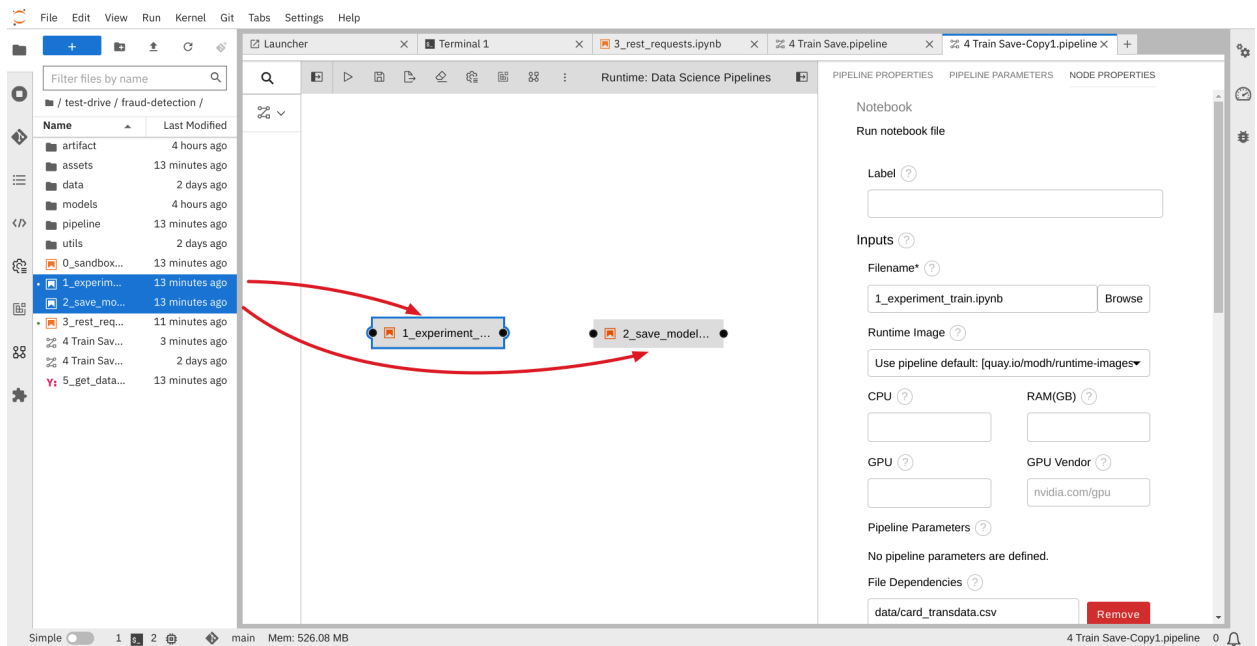 File Edit View Run Kernel Git Tabs Settings Help
+
Launcher
Terminal 1
3_rest_requests.ipynb
4 Train Save.pipeline
4 Train Save-Copy1.pipeline
+
Filter files by name
/ test-drive / fraud-detection /
Name Last Modified
artifact 4 hours ago
assets 13 minutes ago
data 2 days ago
models 4 hours ago
pipeline 13 minutes ago
utils 2 days ago
0_sandbox... 13 minutes ago
1_experim... 13 minutes ago
2_save_mo... 13 minutes ago
3_rest_req... 11 minutes ago
4 Train Sav... 3 minutes ago
4 Train Sav... 2 days ago
Y: 5_get_data... 13 minutes ago
Runtime: Data Science Pipelines
1_experiment_...
2_save_model...
PIPELINE PROPERTIES PIPELINE PARAMETERS NODE PROPERTIES
Notebook
Run notebook file
Label ?
Inputs ?
Filename* ?
1_experiment_train.ipynb Browse
Runtime Image ?
Use pipeline default: [quay.io/modh/runtime-images
CPU ? RAM(GB) ?
GPU ? GPU Vendor ?
nvidia.com/gpu
Pipeline Parameters ?
No pipeline parameters are defined.
File Dependencies ?
data/card_transdata.csv Remove
Simple 1 2 main Mem: 526.08 MB 4 Train Save-Copy1.pipeline 0